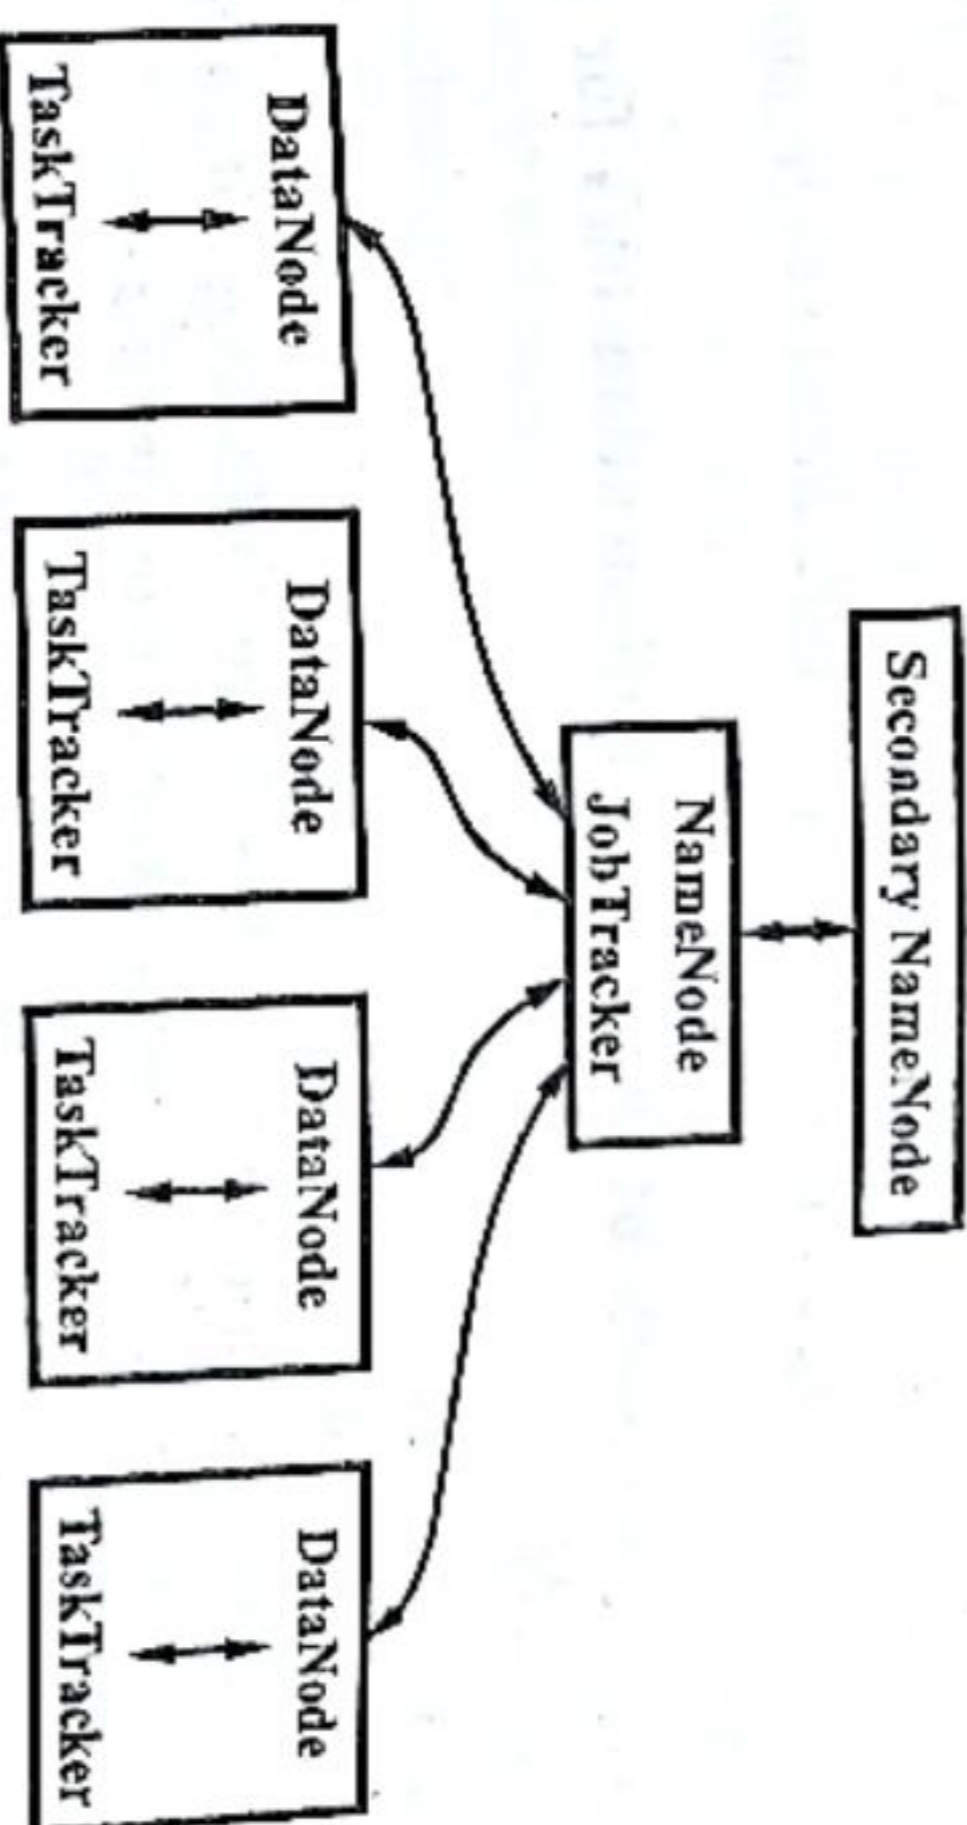 Secondary NameNode
NameNode
JobTracker
DataNode
TaskTracker
DataNode
TaskTracker
DataNode
TaskTracker
DataNode
TaskTracker